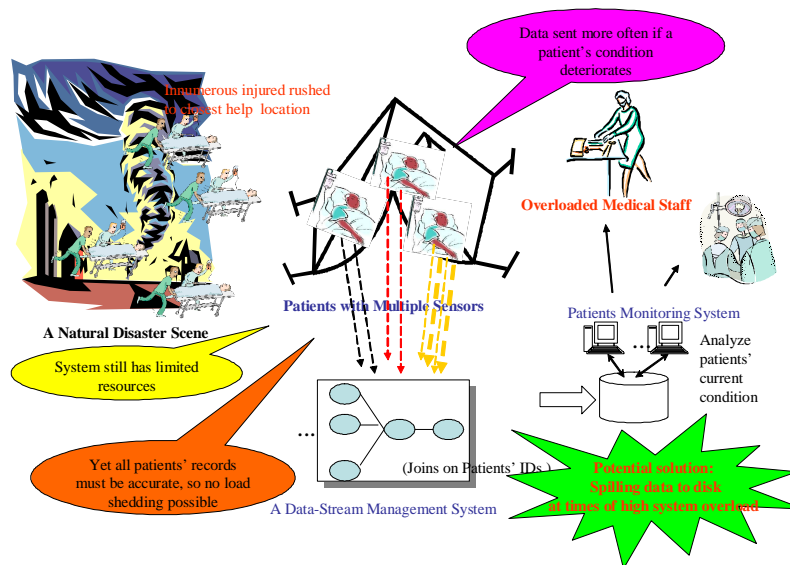 Data sent more often if a
patient's condition
deteriorates
Innumerous injured rushed
to closest help location
Overloaded Medical Staff
Patients with Multiple Sensors
Patients Monitoring System
A Natural Disaster Scene
...
Analyze
patients'
current
condition
System still has limited
resources
...
Yet all patients' records
must be accurate, so no load
shedding possible
(Joins on Patients' IDs )
A Data-Stream Management System
Potential solution:
Spilling data to disk
at times of high system overload